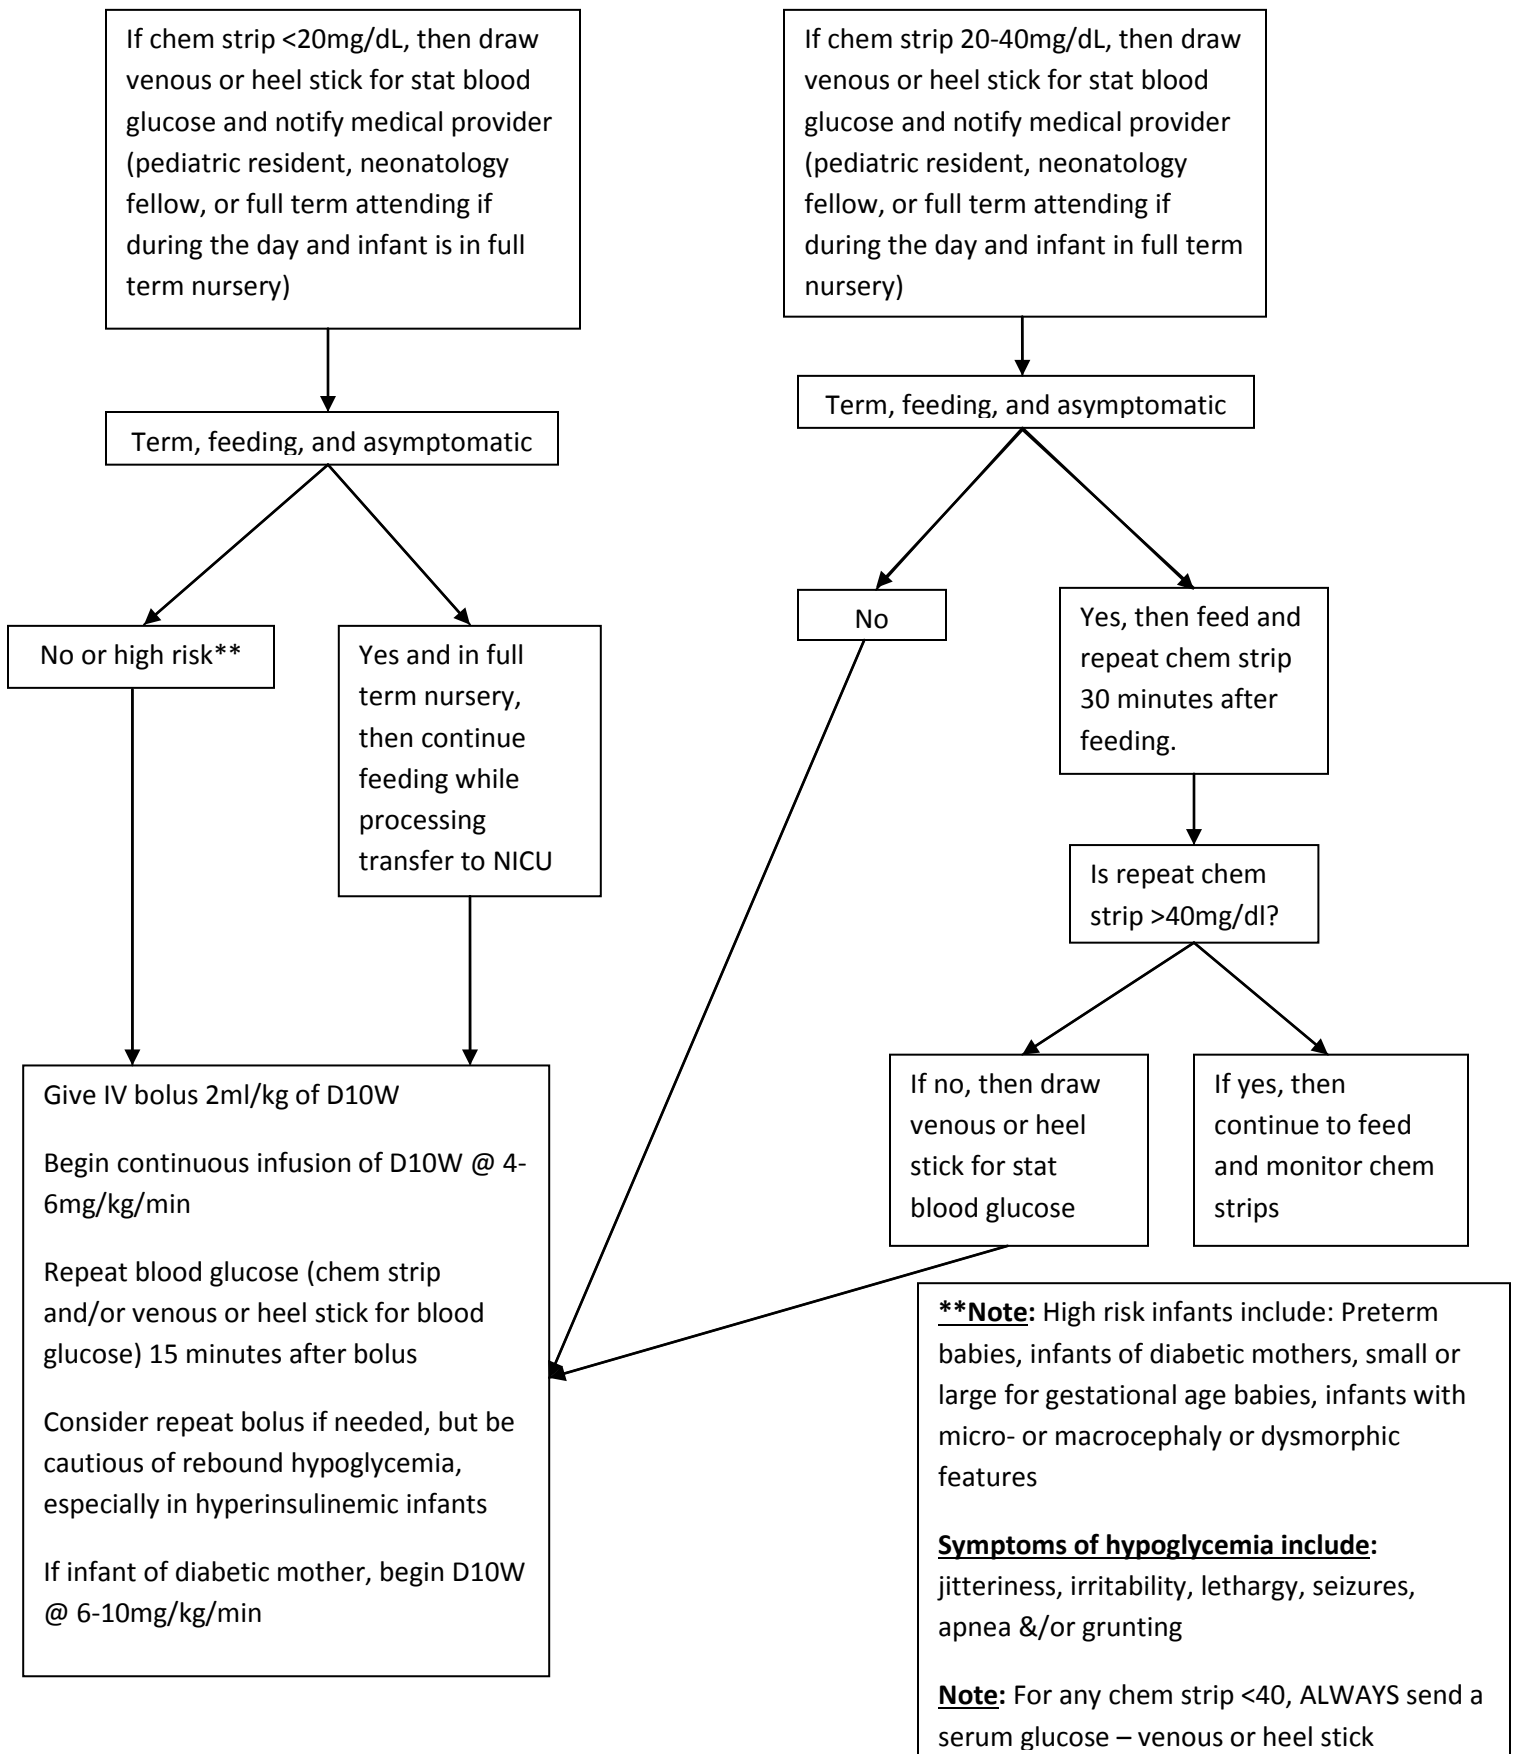 If chem strip <20mg/dL, then draw
venous or heel stick for stat blood
glucose and notify medical provider
(pediatric resident, neonatology
fellow, or full term attending if
during the day and infant is in full
term nursery)
If chem strip 20-40mg/dL, then draw
venous or heel stick for stat blood
glucose and notify medical provider
(pediatric resident, neonatology
fellow, or full term attending if
during the day and infant in full term
nursery)
Term, feeding, and asymptomatic
Term, feeding, and asymptomatic
No or high risk**
Yes and in full
term nursery,
then continue
feeding while
processing
transfer to NICU
No
Yes, then feed and
repeat chem strip
30 minutes after
feeding.
Is repeat chem
strip >40mg/dl?
If no, then draw
venous or heel
stick for stat
blood glucose
If yes, then
continue to feed
and monitor chem
strips
Give IV bolus 2ml/kg of D10W
Begin continuous infusion of D10W @ 4-
6mg/kg/min
Repeat blood glucose (chem strip
and/or venous or heel stick for blood
glucose) 15 minutes after bolus
Consider repeat bolus if needed, but be
cautious of rebound hypoglycemia,
especially in hyperinsulinemic infants
If infant of diabetic mother, begin D10W
@ 6-10mg/kg/min
**Note: High risk infants include: Preterm
babies, infants of diabetic mothers, small or
large for gestational age babies, infants with
micro- or macrocephaly or dysmorphic
features
Symptoms of hypoglycemia include:
jitteriness, irritability, lethargy, seizures,
apnea &/or grunting
Note: For any chem strip <40, ALWAYS send a
serum glucose – venous or heel stick